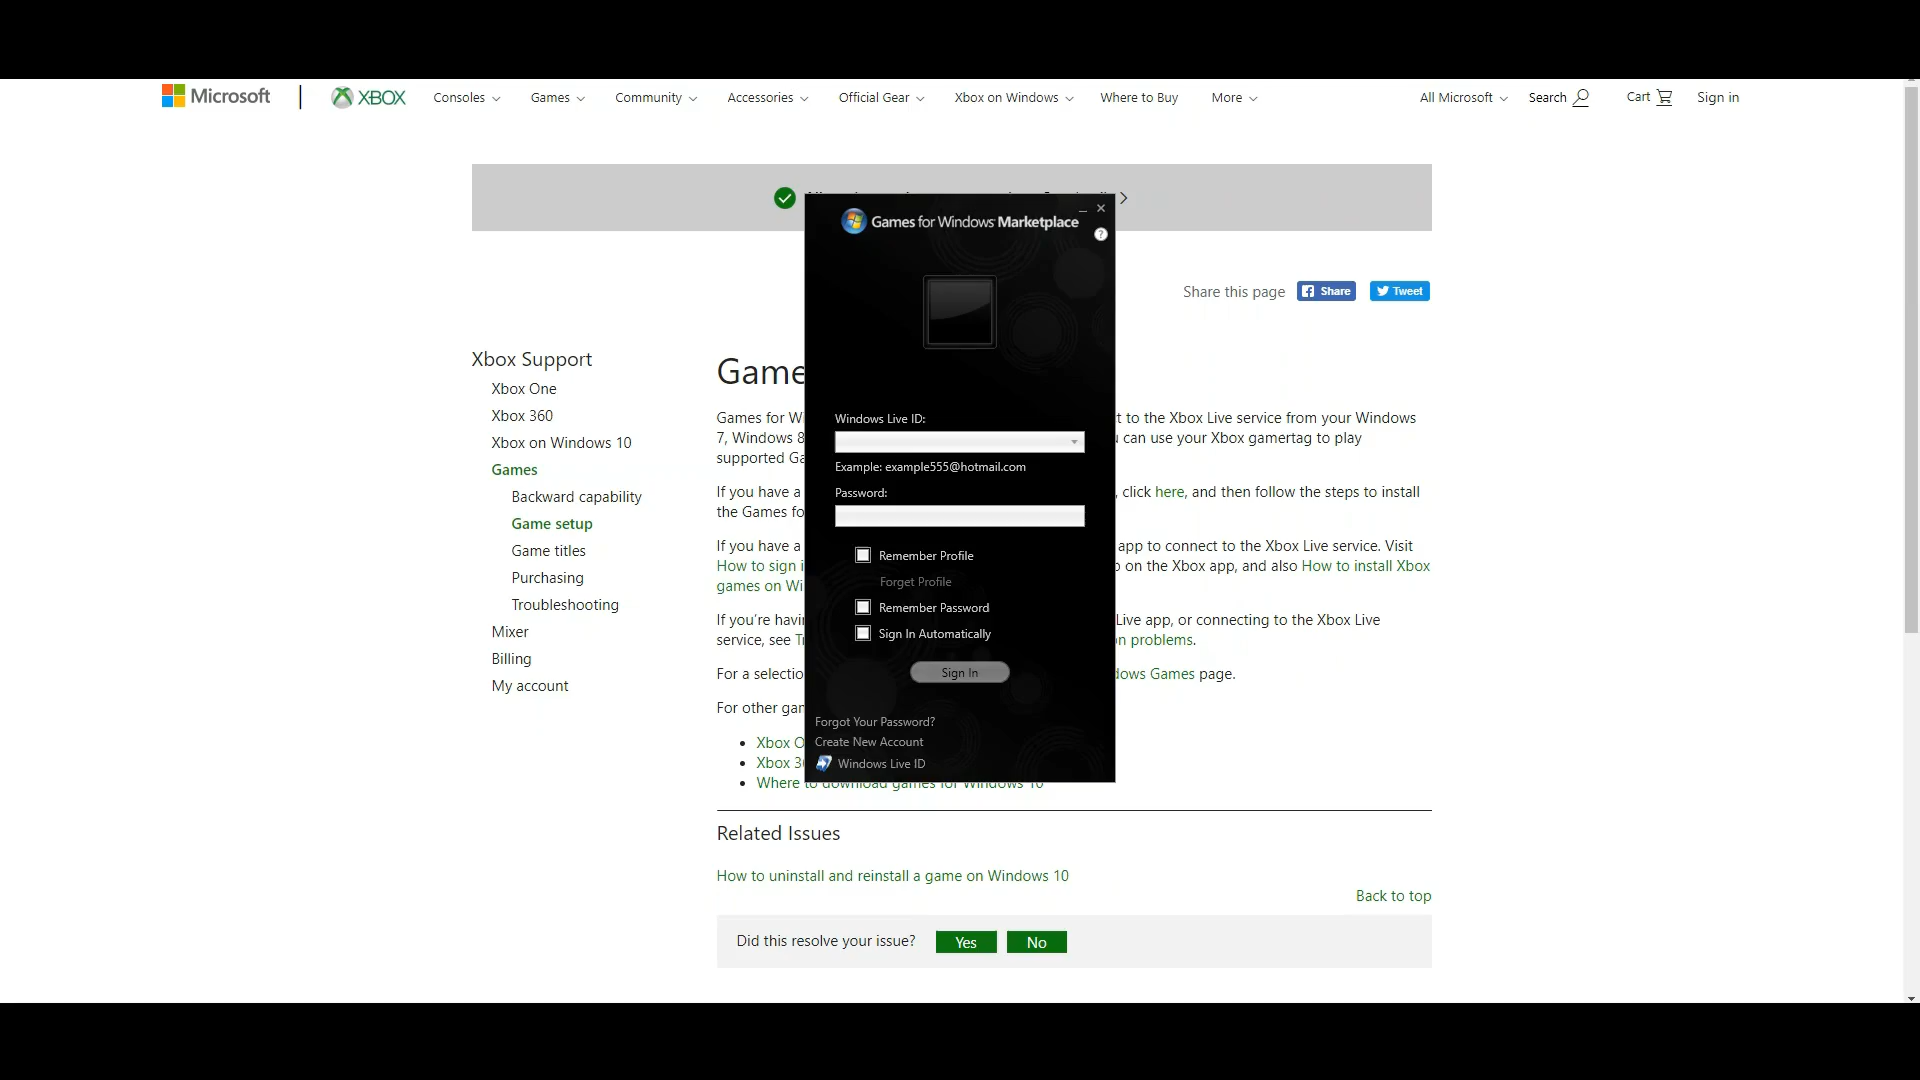 Microsoft
XBOX
Consoles
Games
Community
Accessories
Official Gear
Xbox on Windows
Where to Buy
More
All Microsoft
Search
Cart
Sign in
Share this page
Share
Tweet
Xbox Support
Xbox One
Xbox 360
Xbox on Windows 10
Games
Backward capability
Game setup
Game titles
Purchasing
Troubleshooting
Mixer
Billing
My account
Game
Games for Wi
t to the Xbox Live service from your Windows
7, Windows 8
can use your Xbox gamertag to play
supported Ga
If you have a
, click here, and then follow the steps to install
the Games fo
If you have a
app to connect to the Xbox Live service. Visit
How to sign i
o on the Xbox app, and also How to install Xbox
games on Wi
If you're havi
Live app, or connecting to the Xbox Live
service, see T
n problems.
For a selectio
dows Games page.
For other gam
Xbox O
Xbox 36
Where to download games for Windows 10
Games for Windows Marketplace
?
Windows Live ID:
Example: example555@hotmail.com
Password:
Remember Profile
Forget Profile
Remember Password
Sign In Automatically
Sign In
Forgot Your Password?
Create New Account
Windows Live ID
Related Issues
How to uninstall and reinstall a game on Windows 10
Back to top
Did this resolve your issue?
Yes
No